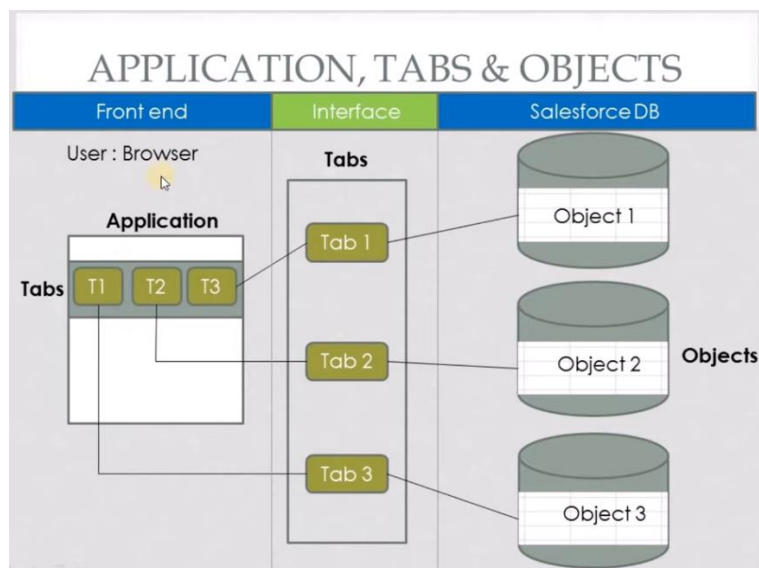 APPLICATION, TABS & OBJECTS
Front end
Interface
Salesforce DB
User : Browser
Tabs
Application
Tabs
T1
T2
T3
Tab 1
Tab 2
Tab 3
Object 1
Object 2
Objects
Object 3